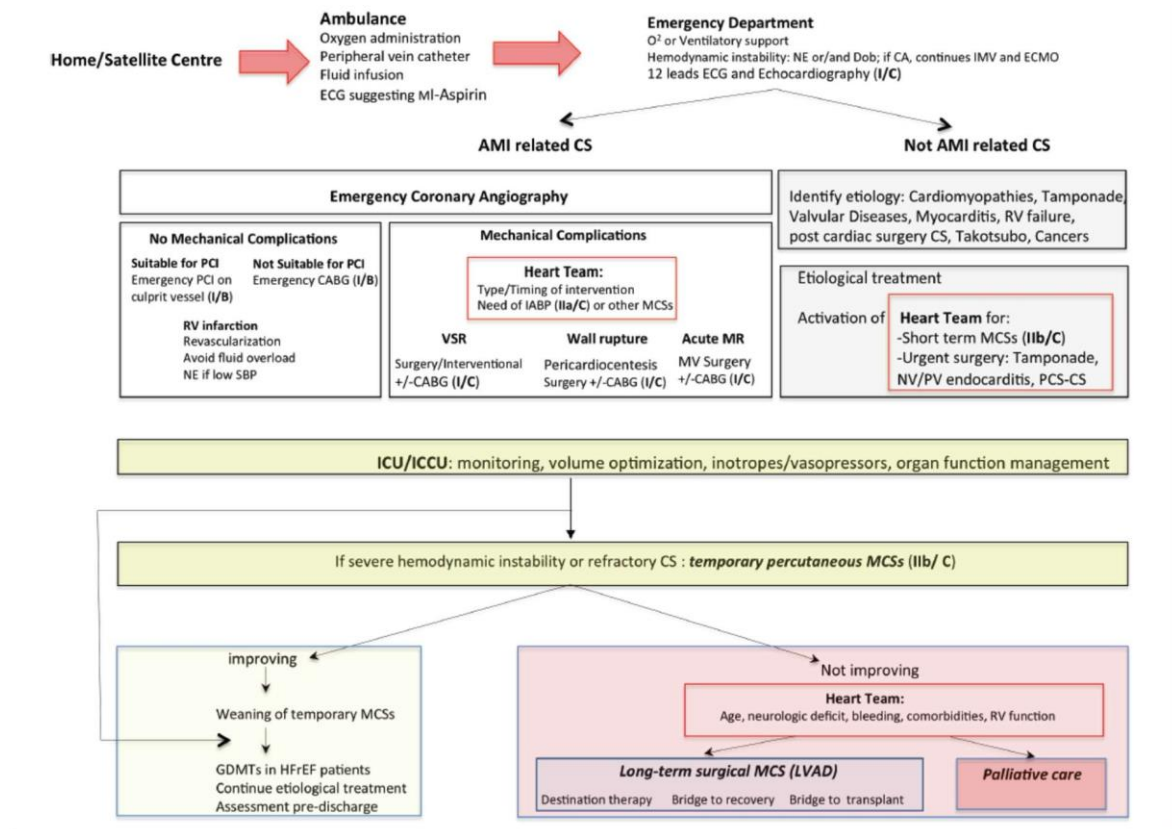 Home/Satellite Centre
Ambulance
Oxygen administration
Peripheral vein catheter
Fluid infusion
ECG suggesting MI-Aspirin
Emergency Department
O² or Ventilatory support
Hemodynamic instability: NE or/and Dob; if CA, continues IMV and ECMO
12 leads ECG and Echocardiography (I/C)
AMI related CS
Not AMI related CS
Emergency Coronary Angiography
No Mechanical Complications
Suitable for PCI
Emergency PCI on
culprit vessel (I/B)
Not Suitable for PCI
Emergency CABG (I/B)
RV infarction
Revascularization
Avoid fluid overload
NE if low SBP
Mechanical Complications
Heart Team:
Type/Timing of intervention
Need of IABP (IIa/C) or other MCSs
VSR
Surgery/Interventional
+/-CABG (I/C)
Wall rupture
Pericardiocentesis
Surgery +/-CABG (I/C)
Acute MR
MV Surgery
+/-CABG (I/C)
Identify etiology: Cardiomyopathies, Tamponade,
Valvular Diseases, Myocarditis, RV failure,
post cardiac surgery CS, Takotsubo, Cancers
Etiological treatment
Activation of
Heart Team for:
-Short term MCSs (IIb/C)
-Urgent surgery: Tamponade,
NV/PV endocarditis, PCS-CS
ICU/ICCU: monitoring, volume optimization, inotropes/vasopressors, organ function management
If severe hemodynamic instability or refractory CS : temporary percutaneous MCSs (IIb/ C)
improving
Weaning of temporary MCSs
GDMTs in HFrEF patients
Continue etiological treatment
Assessment pre-discharge
Not improving
Heart Team:
Age, neurologic deficit, bleeding, comorbidities, RV function
Long-term surgical MCS (LVAD)
Destination therapy Bridge to recovery Bridge to transplant
Palliative care